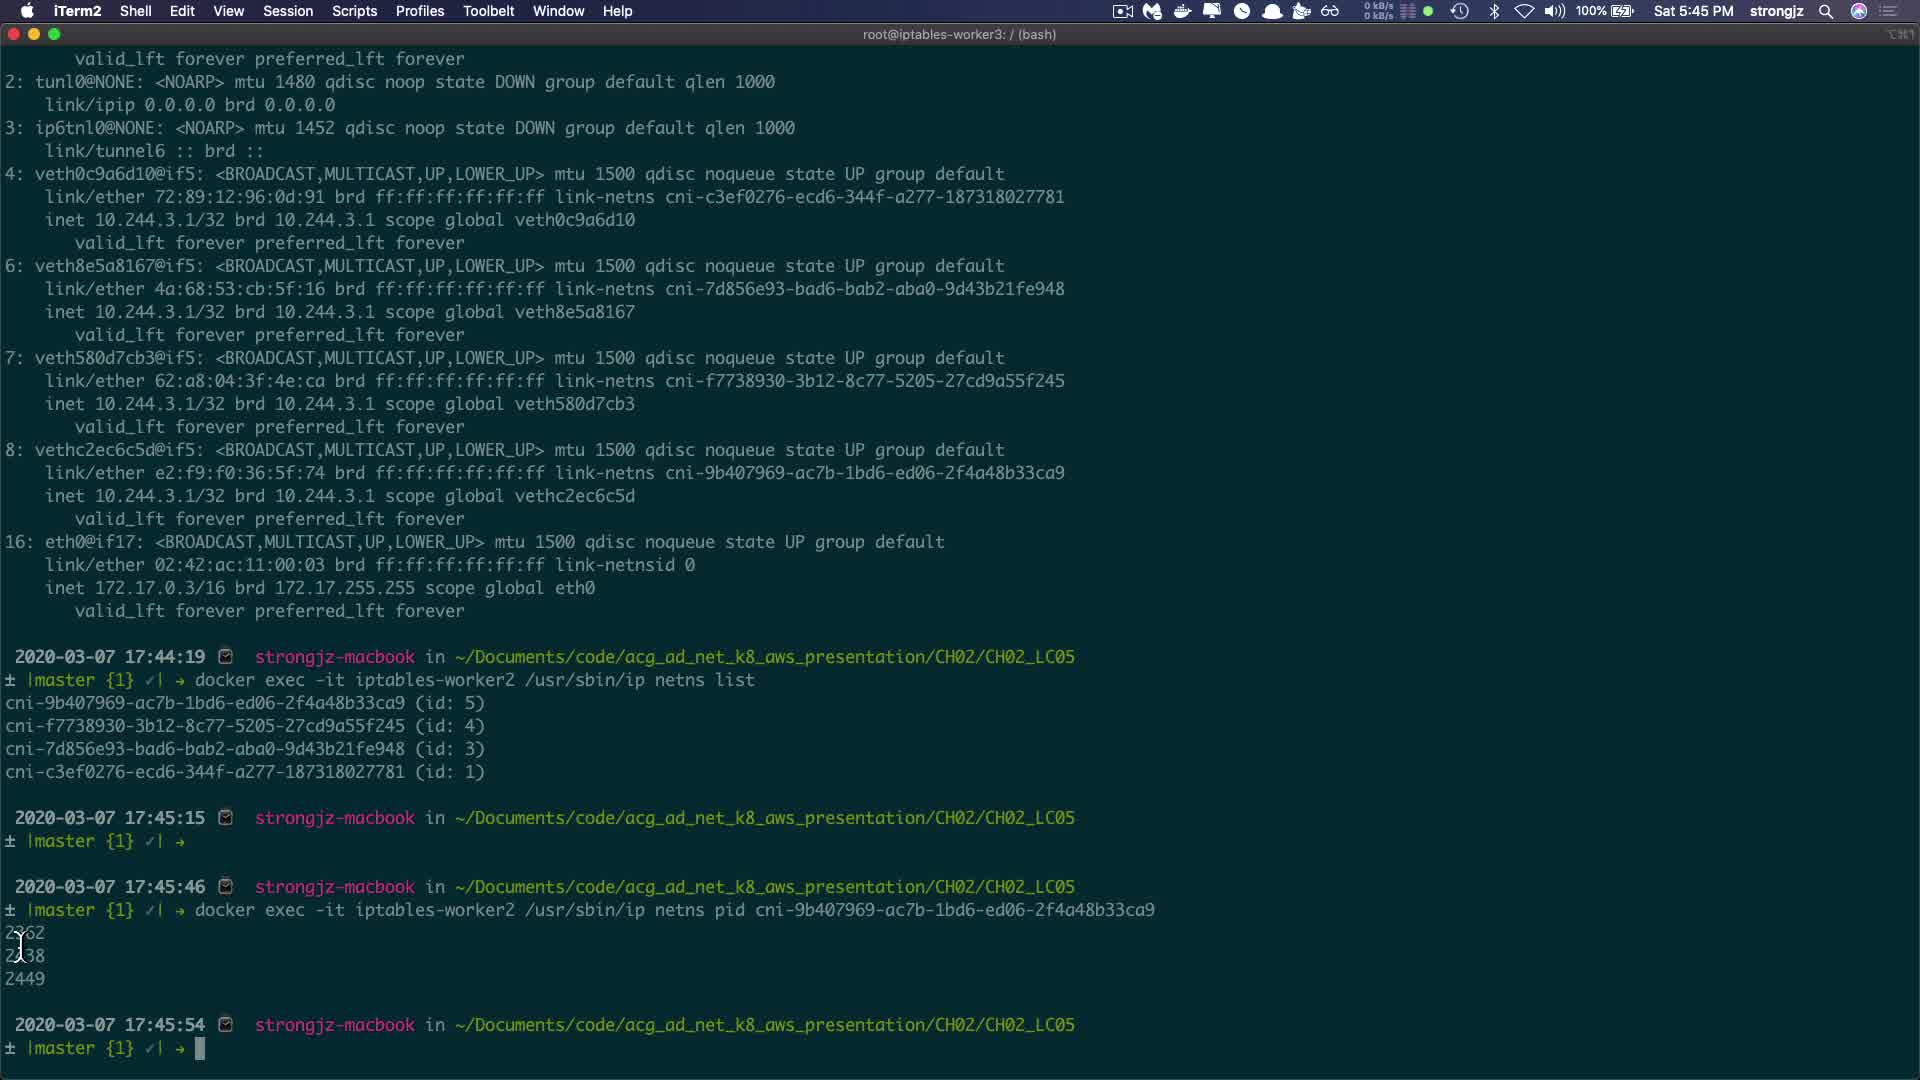 iTerm2 Shell Edit View Session Scripts Profiles Toolbelt Window Help 0 kB/s 0 kB/s 100% Sat 5:45 PM strongjz
root@iptables-worker3: / (bash) ⌥⌘1
valid_lft forever preferred_lft forever
2: tunl0@NONE: <NOARP> mtu 1480 qdisc noop state DOWN group default qlen 1000
link/ipip 0.0.0.0 brd 0.0.0.0
3: ip6tnl0@NONE: <NOARP> mtu 1452 qdisc noop state DOWN group default qlen 1000
link/tunnel6 :: brd ::
4: veth0c9a6d10@if5: <BROADCAST,MULTICAST,UP,LOWER_UP> mtu 1500 qdisc noqueue state UP group default
link/ether 72:89:12:96:0d:91 brd ff:ff:ff:ff:ff:ff link-netns cni-c3ef0276-ecd6-344f-a277-187318027781
inet 10.244.3.1/32 brd 10.244.3.1 scope global veth0c9a6d10
valid_lft forever preferred_lft forever
6: veth8e5a8167@if5: <BROADCAST,MULTICAST,UP,LOWER_UP> mtu 1500 qdisc noqueue state UP group default
link/ether 4a:68:53:cb:5f:16 brd ff:ff:ff:ff:ff:ff link-netns cni-7d856e93-bad6-bab2-aba0-9d43b21fe948
inet 10.244.3.1/32 brd 10.244.3.1 scope global veth8e5a8167
valid_lft forever preferred_lft forever
7: veth580d7cb3@if5: <BROADCAST,MULTICAST,UP,LOWER_UP> mtu 1500 qdisc noqueue state UP group default
link/ether 62:a8:04:3f:4e:ca brd ff:ff:ff:ff:ff:ff link-netns cni-f7738930-3b12-8c77-5205-27cd9a55f245
inet 10.244.3.1/32 brd 10.244.3.1 scope global veth580d7cb3
valid_lft forever preferred_lft forever
8: vethc2ec6c5d@if5: <BROADCAST,MULTICAST,UP,LOWER_UP> mtu 1500 qdisc noqueue state UP group default
link/ether e2:f9:f0:36:5f:74 brd ff:ff:ff:ff:ff:ff link-netns cni-9b407969-ac7b-1bd6-ed06-2f4a48b33ca9
inet 10.244.3.1/32 brd 10.244.3.1 scope global vethc2ec6c5d
valid_lft forever preferred_lft forever
16: eth0@if17: <BROADCAST,MULTICAST,UP,LOWER_UP> mtu 1500 qdisc noqueue state UP group default
link/ether 02:42:ac:11:00:03 brd ff:ff:ff:ff:ff:ff link-netnsid 0
inet 172.17.0.3/16 brd 172.17.255.255 scope global eth0
valid_lft forever preferred_lft forever
2020-03-07 17:44:19 strongjz-macbook in ~/Documents/code/acg_ad_net_k8_aws_presentation/CH02/CH02_LC05
± |master {1} ✓| → docker exec -it iptables-worker2 /usr/sbin/ip netns list
cni-9b407969-ac7b-1bd6-ed06-2f4a48b33ca9 (id: 5)
cni-f7738930-3b12-8c77-5205-27cd9a55f245 (id: 4)
cni-7d856e93-bad6-bab2-aba0-9d43b21fe948 (id: 3)
cni-c3ef0276-ecd6-344f-a277-187318027781 (id: 1)
2020-03-07 17:45:15 strongjz-macbook in ~/Documents/code/acg_ad_net_k8_aws_presentation/CH02/CH02_LC05
± |master {1} ✓| →
2020-03-07 17:45:46 strongjz-macbook in ~/Documents/code/acg_ad_net_k8_aws_presentation/CH02/CH02_LC05
± |master {1} ✓| → docker exec -it iptables-worker2 /usr/sbin/ip netns pid cni-9b407969-ac7b-1bd6-ed06-2f4a48b33ca9
2449
2020-03-07 17:45:54 strongjz-macbook in ~/Documents/code/acg_ad_net_k8_aws_presentation/CH02/CH02_LC05
± |master {1} ✓| →